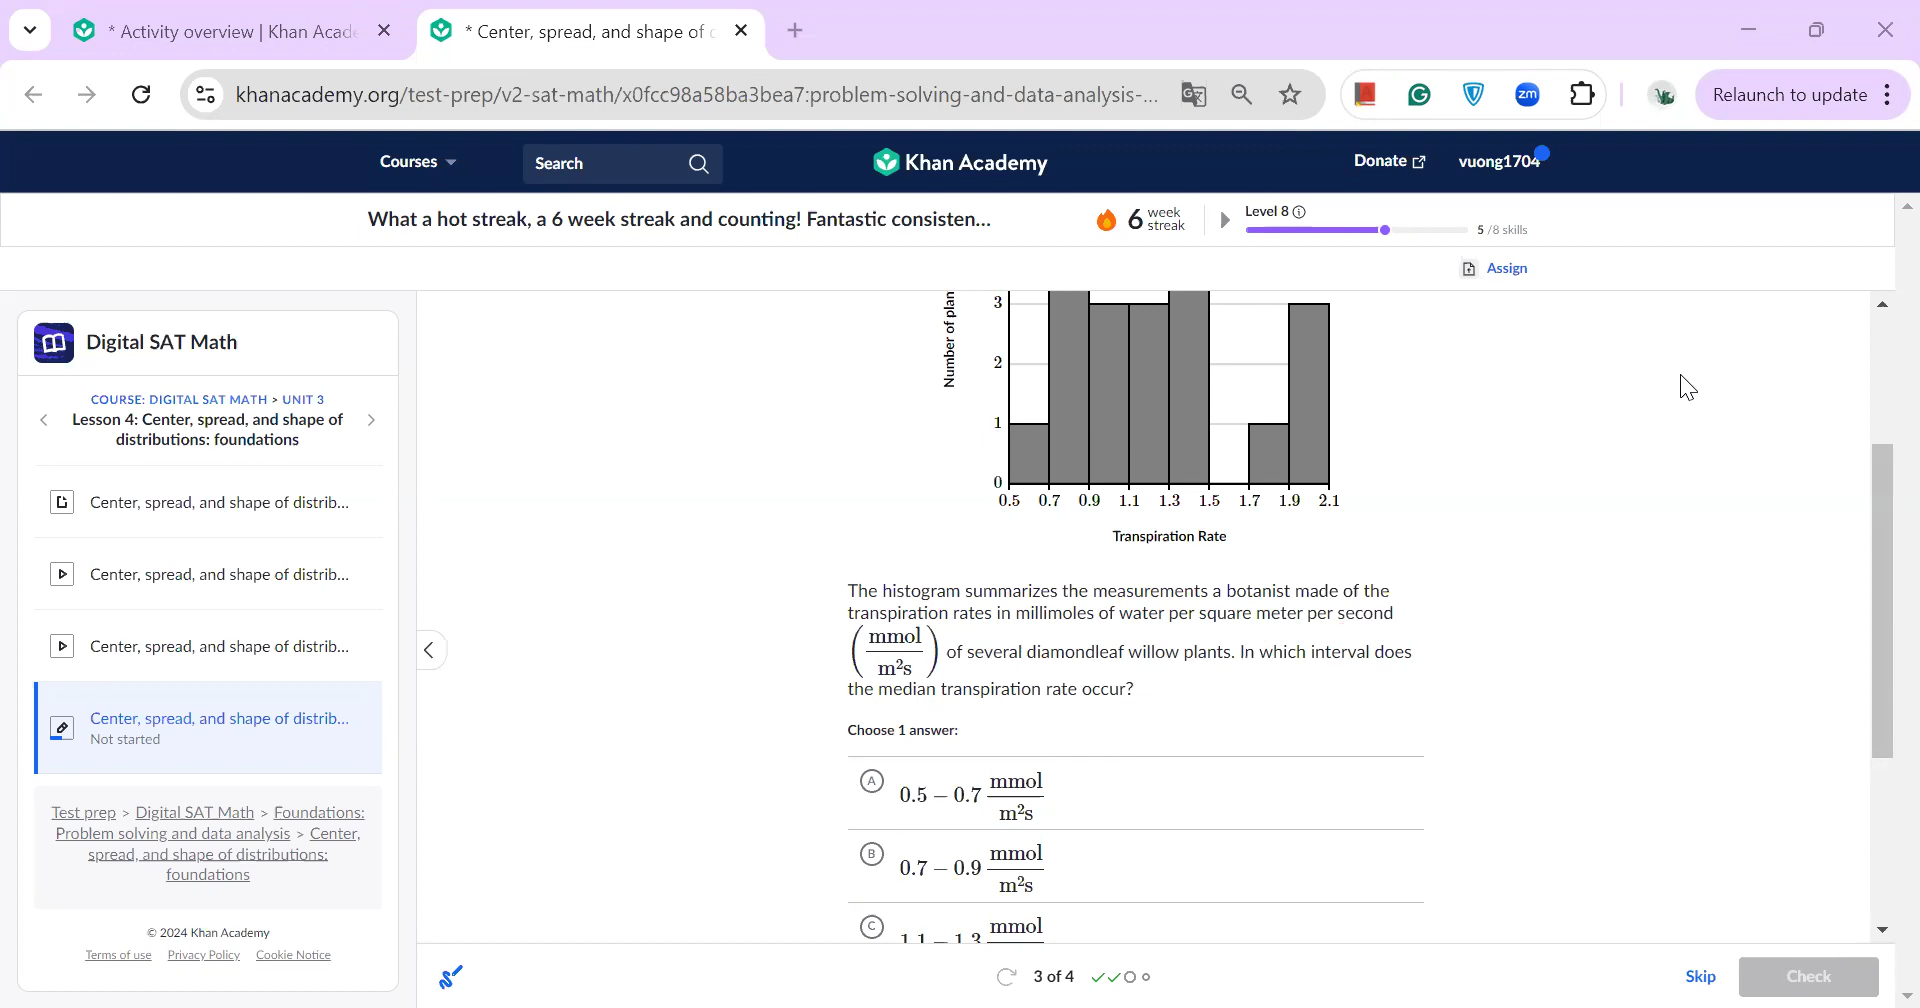 * Activity overview | Khan Acade
* Center, spread, and shape of c
khanacademy.org/test-prep/v2-sat-math/x0fcc98a58ba3bea7:problem-solving-and-data-analysis-...
zm
Relaunch to update
Courses
Search
Khan Academy
Donate
vuong1704
What a hot streak, a 6 week streak and counting! Fantastic consisten...
6 week streak
Level 8
5 /8 skills
Assign
Digital SAT Math
COURSE: DIGITAL SAT MATH > UNIT 3
Lesson 4: Center, spread, and shape of
distributions: foundations
Center, spread, and shape of distrib...
Center, spread, and shape of distrib...
Center, spread, and shape of distrib...
Center, spread, and shape of distrib...
Not started
Test prep > Digital SAT Math > Foundations:
Problem solving and data analysis > Center,
spread, and shape of distributions:
foundations
© 2024 Khan Academy
Terms of use Privacy Policy Cookie Notice
Number of plan
3
2
1
0
0.5 0.7 0.9 1.1 1.3 1.5 1.7 1.9 2.1
Transpiration Rate
The histogram summarizes the measurements a botanist made of the
transpiration rates in millimoles of water per square meter per second
(mmol/m²s) of several diamondleaf willow plants. In which interval does
the median transpiration rate occur?
Choose 1 answer:
A 0.5 – 0.7 mmol/m²s
B 0.7 – 0.9 mmol/m²s
C 1.1 – 1.3 mmol
3 of 4
Skip
Check